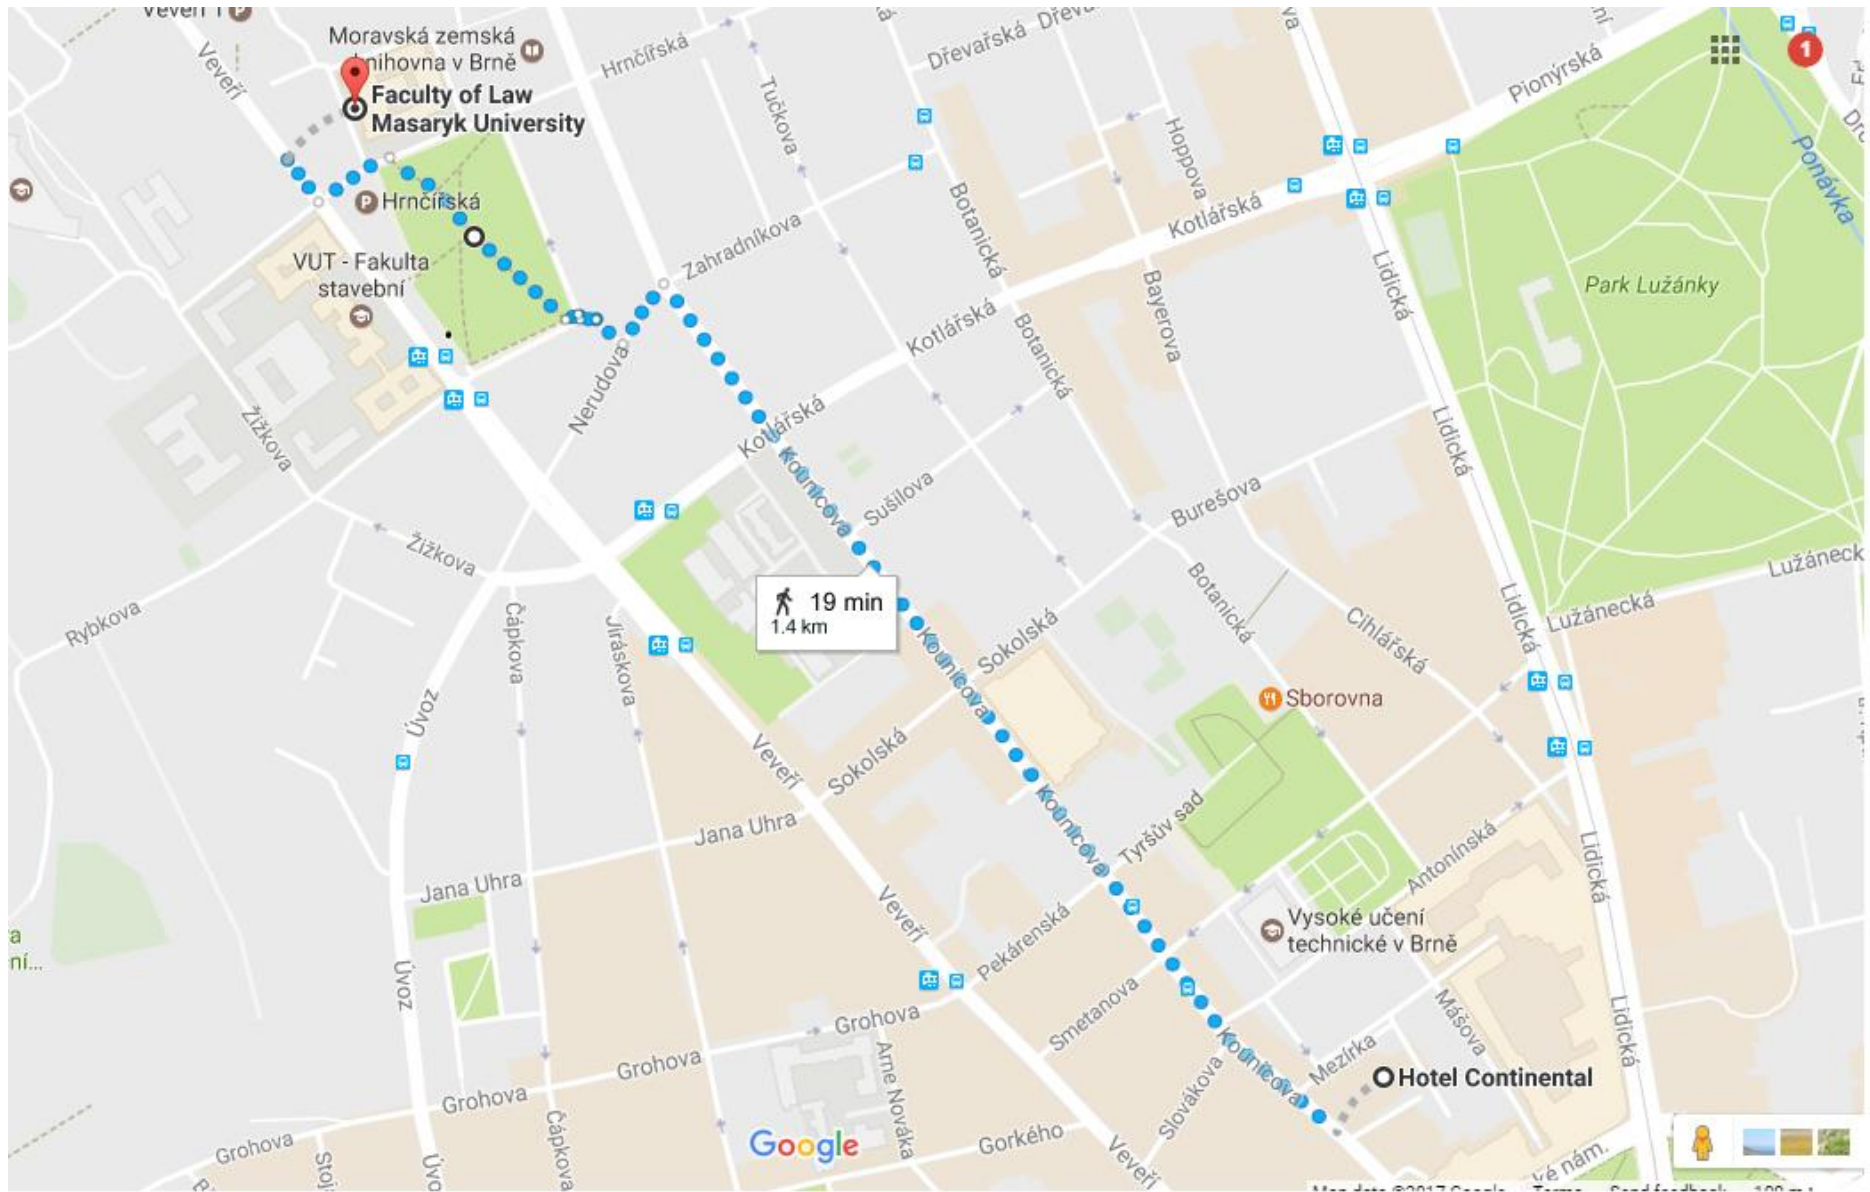 Veveří
Moravská zemská
knihovna v Brně
Faculty of Law
Masaryk University
Hrnčířská
Tučkova
Dřevařská
Hoppova
Pionýrská
1
Ponávka
Hrnčířská
VUT - Fakulta
stavební
Zahradníkova
Botanická
Kotlářská
Lidická
Park Lužánky
Nerudova
Kotlářská
Botanická
Bayerova
Žižkova
Kotlářská
Kounicova
Sušilova
Burešova
Lidická
Žižkova
Rybkova
Čápkova
Jiráskova
19 min
1.4 km
Kounicova
Sokolská
Botanická
Cihlářská
Lidická
Lužánecká
Úvoz
Veveří
Sokolská
Sborovna
Jana Uhra
Jana Uhra
Kounicova
Tyršův sad
Antonínská
Lidická
Veveří
Pekárenská
Vysoké učení
technické v Brně
Úvoz
Grohova
Smetanova
Mášova
Lidická
Grohova
Arne Nováka
Kounicova
Mezírka
Hotel Continental
Grohova
Čápkova
Grohova
Google
Gorkého
Veveří
Slovákova